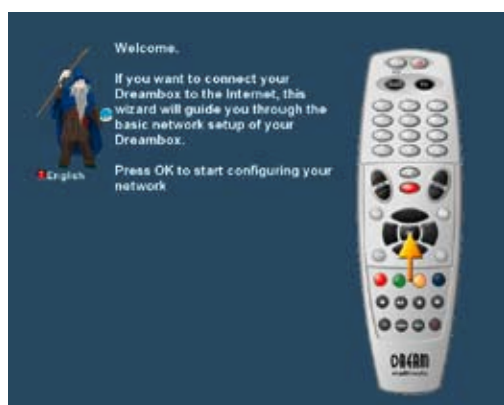 Welcome.
If you want to connect your
Dreambox to the Internet, this
wizard will guide you through the
basic network setup of your
Dreambox.
Press OK to start configuring your
network
English
DREAM